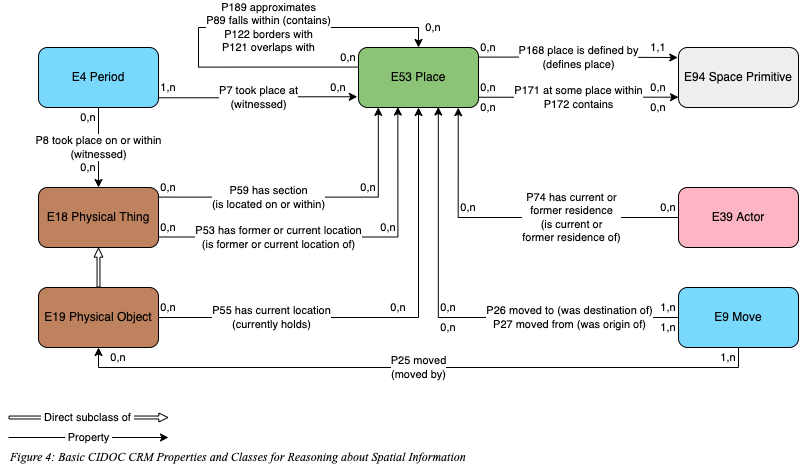 P189 approximates
P89 falls within (contains)
P122 borders with
P121 overlaps with
0,n
0,n
E4 Period
1,n
P7 took place at
(witnessed)
0,n
E53 Place
0,n
P168 place is defined by
(defines place)
1,1
0,n
0,n
P171 at some place within
P172 contains
0,n
0,n
E94 Space Primitive
0,n
P8 took place on or within
(witnessed)
0,n
E18 Physical Thing
0,n
P59 has section
(is located on or within)
0,n
0,n
P53 has former or current location
(is former or current location of)
0,n
0,n
P74 has current or
former residence
(is current or
former residence of)
0,n
E39 Actor
E19 Physical Object
0,n
P55 has current location
(currently holds)
0,n
0,n
0,n
P26 moved to (was destination of)
P27 moved from (was origin of)
1,n
1,n
E9 Move
0,n
P25 moved
(moved by)
1,n
Direct subclass of
Property
Figure 4: Basic CIDOC CRM Properties and Classes for Reasoning about Spatial Information